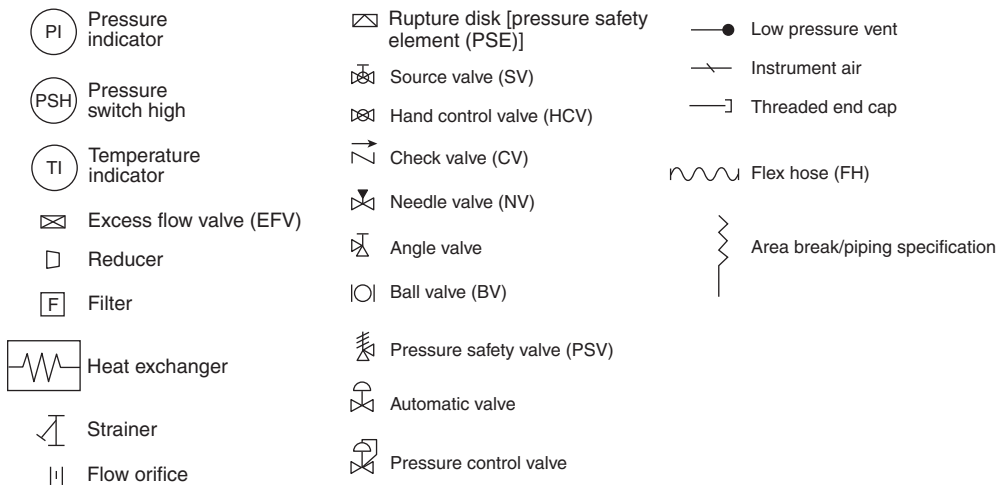 PI
Pressure
indicator
PSH
Pressure
switch high
TI
Temperature
indicator
Excess flow valve (EFV)
Reducer
F
Filter
Heat exchanger
Strainer
Flow orifice
Rupture disk [pressure safety
element (PSE)]
Source valve (SV)
Hand control valve (HCV)
Check valve (CV)
Needle valve (NV)
Angle valve
Ball valve (BV)
Pressure safety valve (PSV)
Automatic valve
Pressure control valve
Low pressure vent
Instrument air
Threaded end cap
Flex hose (FH)
Area break/piping specification